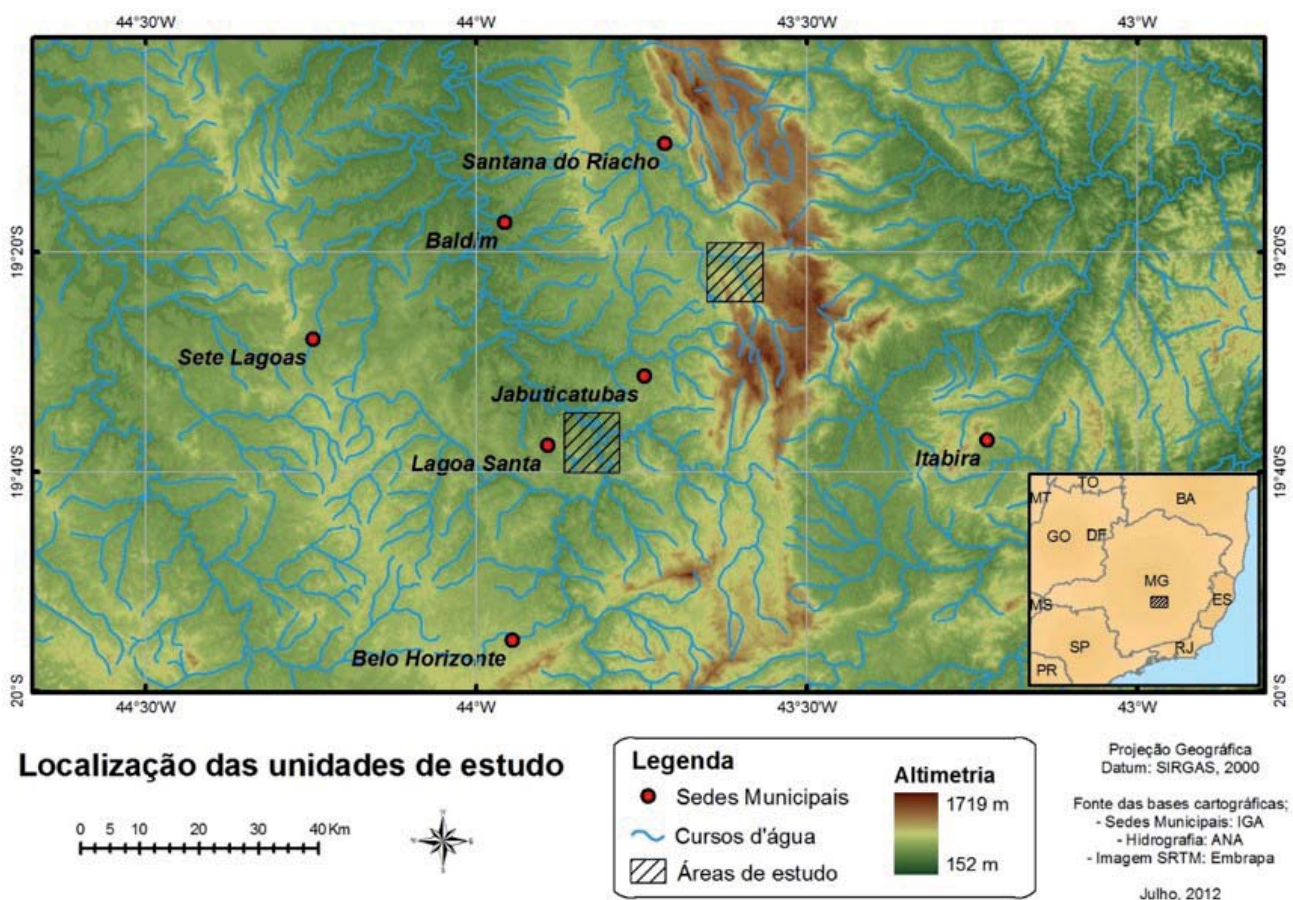 44°30'W 44°W 43°30'W 43°W
Santana do Riacho
Baldim
19°20'S 19°20'S
Sete Lagoas
Jabuticatubas
Lagoa Santa
Itabira
19°40'S 19°40'S
TO
MT
BA
GO
DF
MG
MS
ES
SP
RJ
PR
Belo Horizonte
20°S 20°S
44°30'W 44°W 43°30'W 43°W
Localização das unidades de estudo
0 5 10 20 30 40 Km
Legenda
Sedes Municipais
Cursos d'água
Áreas de estudo
Altimetria
1719 m
152 m
Projeção Geográfica
Datum: SIRGAS, 2000
Fonte das bases cartográficas;
- Sedes Municipais: IGA
- Hidrografia: ANA
- Imagem SRTM: Embrapa
Julho, 2012